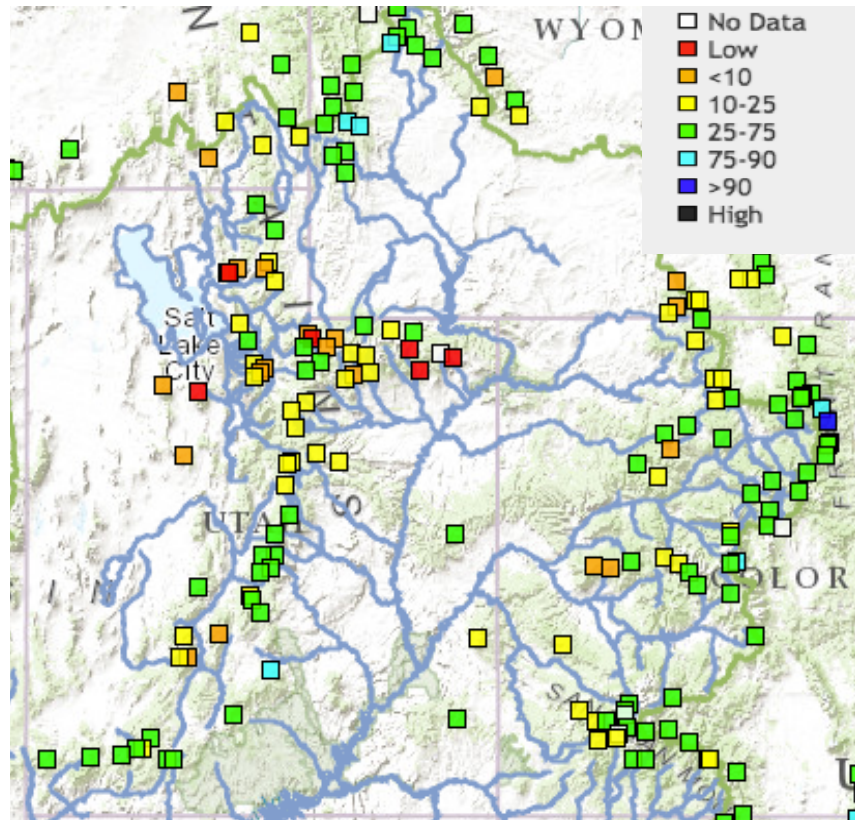 WYOM
No Data
Low
<10
10-25
25-75
75-90
>90
High
Salt
Lake
City
UTAH
COLOR